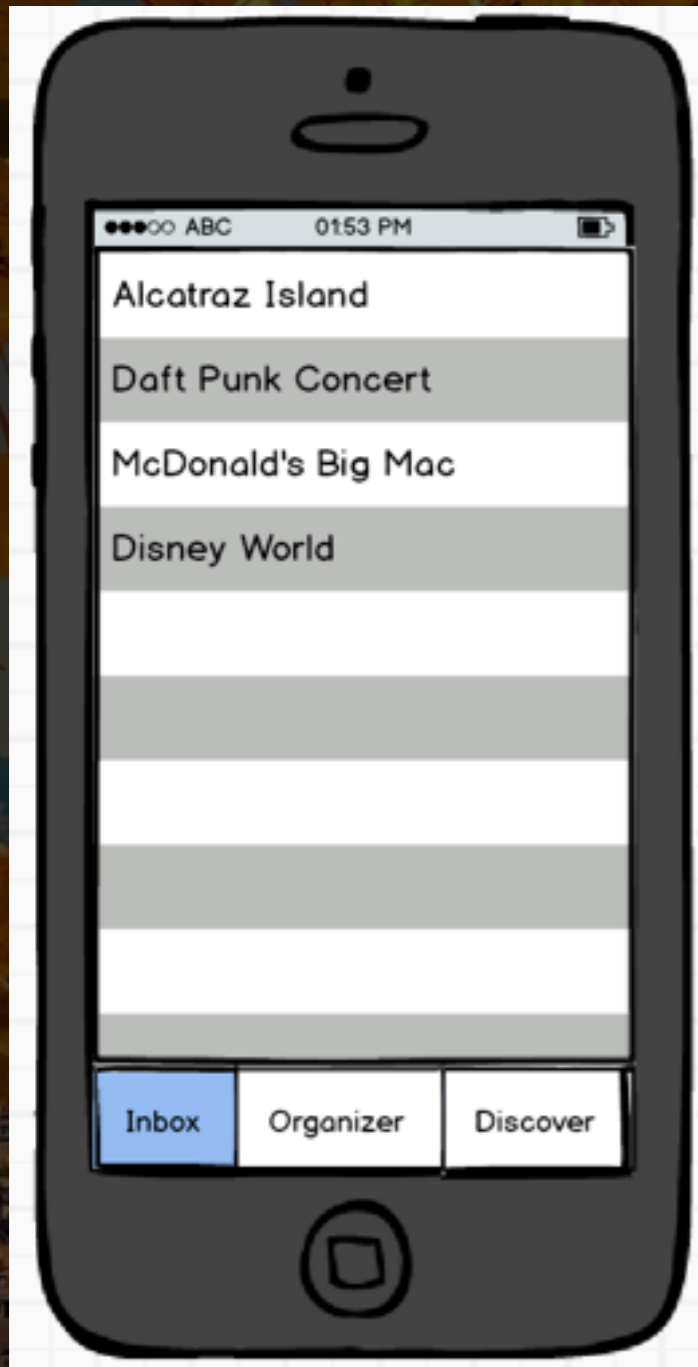 ABC 01:53 PM
Alcatraz Island
Daft Punk Concert
McDonald's Big Mac
Disney World
Inbox Organizer Discover